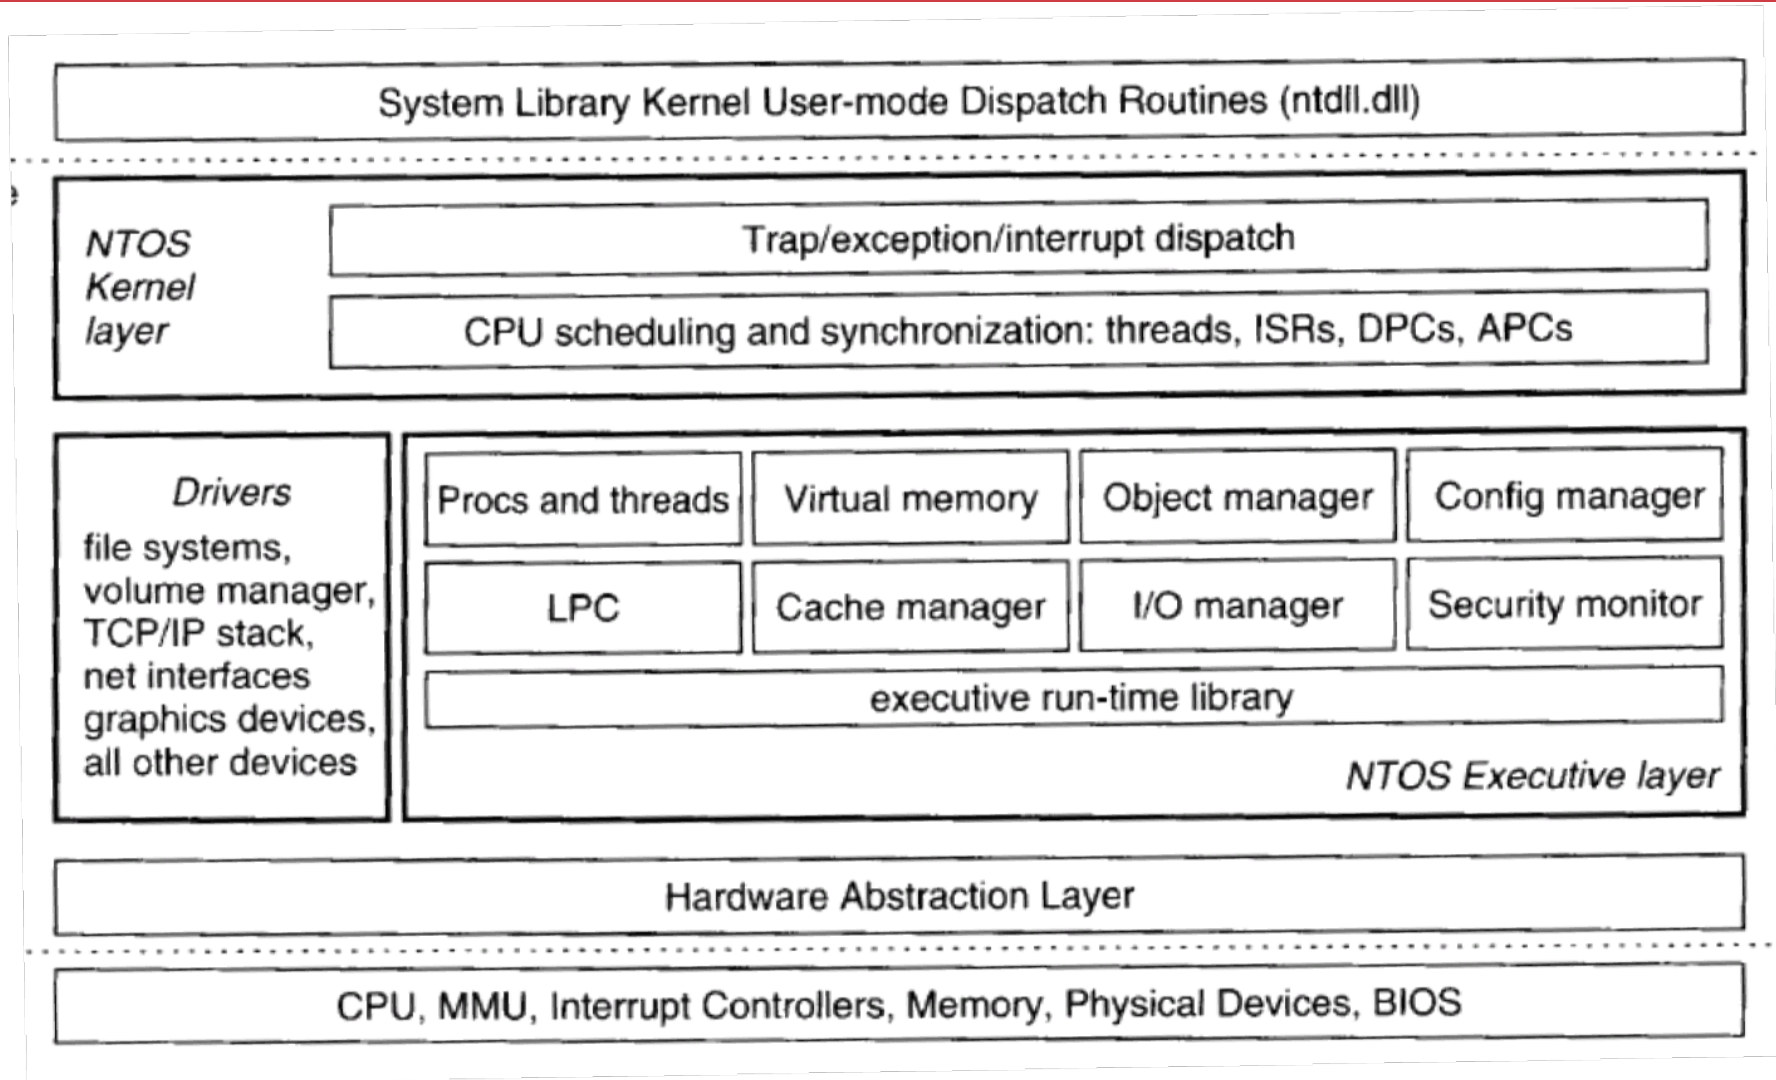 System Library Kernel User-mode Dispatch Routines (ntdll.dll)
NTOS
Kernel
layer
Trap/exception/interrupt dispatch
CPU scheduling and synchronization: threads, ISRs, DPCs, APCs
Drivers
file systems,
volume manager,
TCP/IP stack,
net interfaces
graphics devices,
all other devices
Procs and threads
Virtual memory
Object manager
Config manager
LPC
Cache manager
I/O manager
Security monitor
executive run-time library
NTOS Executive layer
Hardware Abstraction Layer
CPU, MMU, Interrupt Controllers, Memory, Physical Devices, BIOS